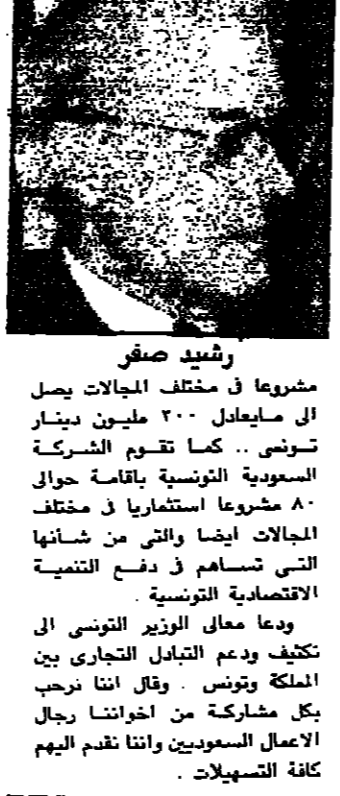 رشيد صفر
مشروعا فى مختلف المجالات يصل
الى مايعادل ٢٠٠ مليون دينار
تونسى .. كما تقوم الشركة
السعودية التونسية باقامة حوالى
٨٠ مشروعا استثماريا فى مختلف
المجالات ايضا والتى من شأنها
التى تساهم فى دفع التنمية
الاقتصادية التونسية .
ودعا معالى الوزير التونسى الى
تكثيف ودعم التبادل التجارى بين
المملكة وتونس . وقال اننا نرحب
بكل مشاركة من اخواننا رجال
الاعمال السعوديين واننا نقدم اليهم
كافة التسهيلات .